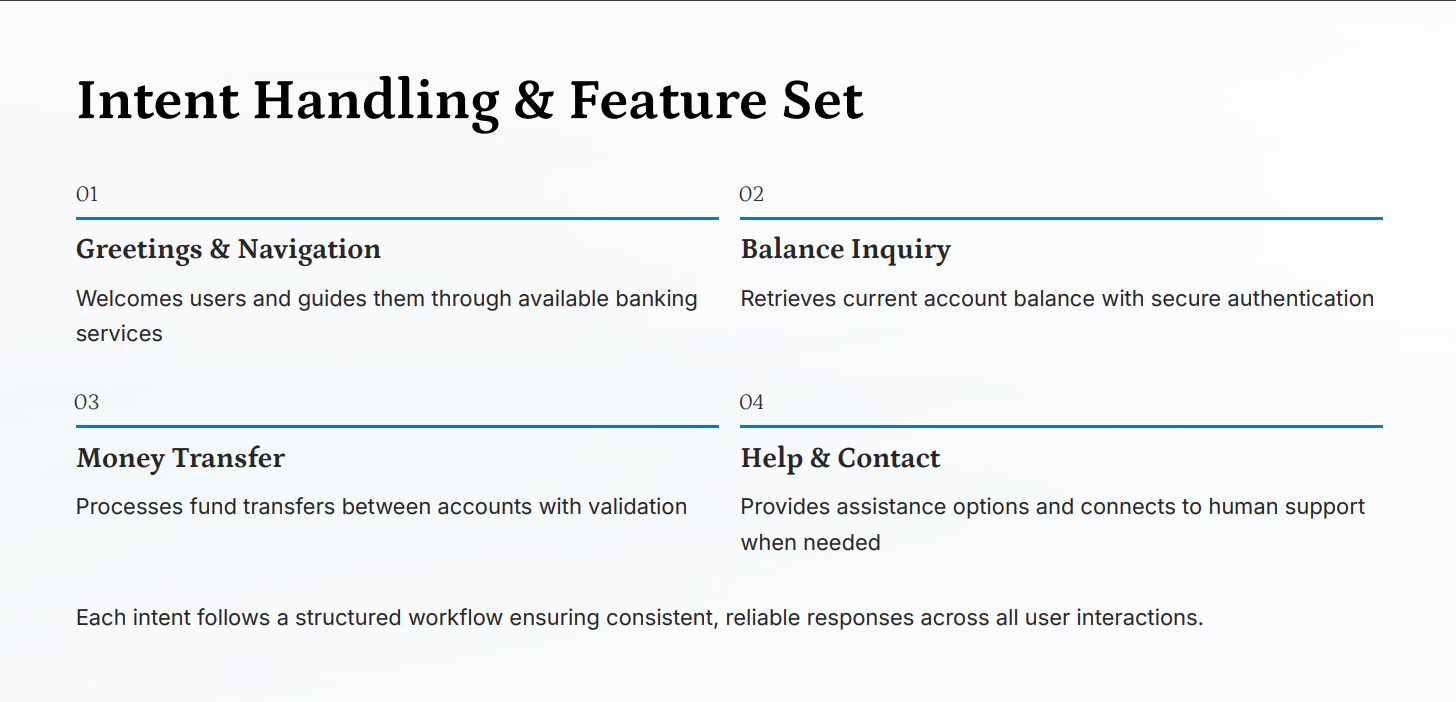 Intent Handling & Feature Set
01
Greetings & Navigation
Welcomes users and guides them through available banking
services
02
Balance Inquiry
Retrieves current account balance with secure authentication
03
Money Transfer
Processes fund transfers between accounts with validation
04
Help & Contact
Provides assistance options and connects to human support
when needed
Each intent follows a structured workflow ensuring consistent, reliable responses across all user interactions.